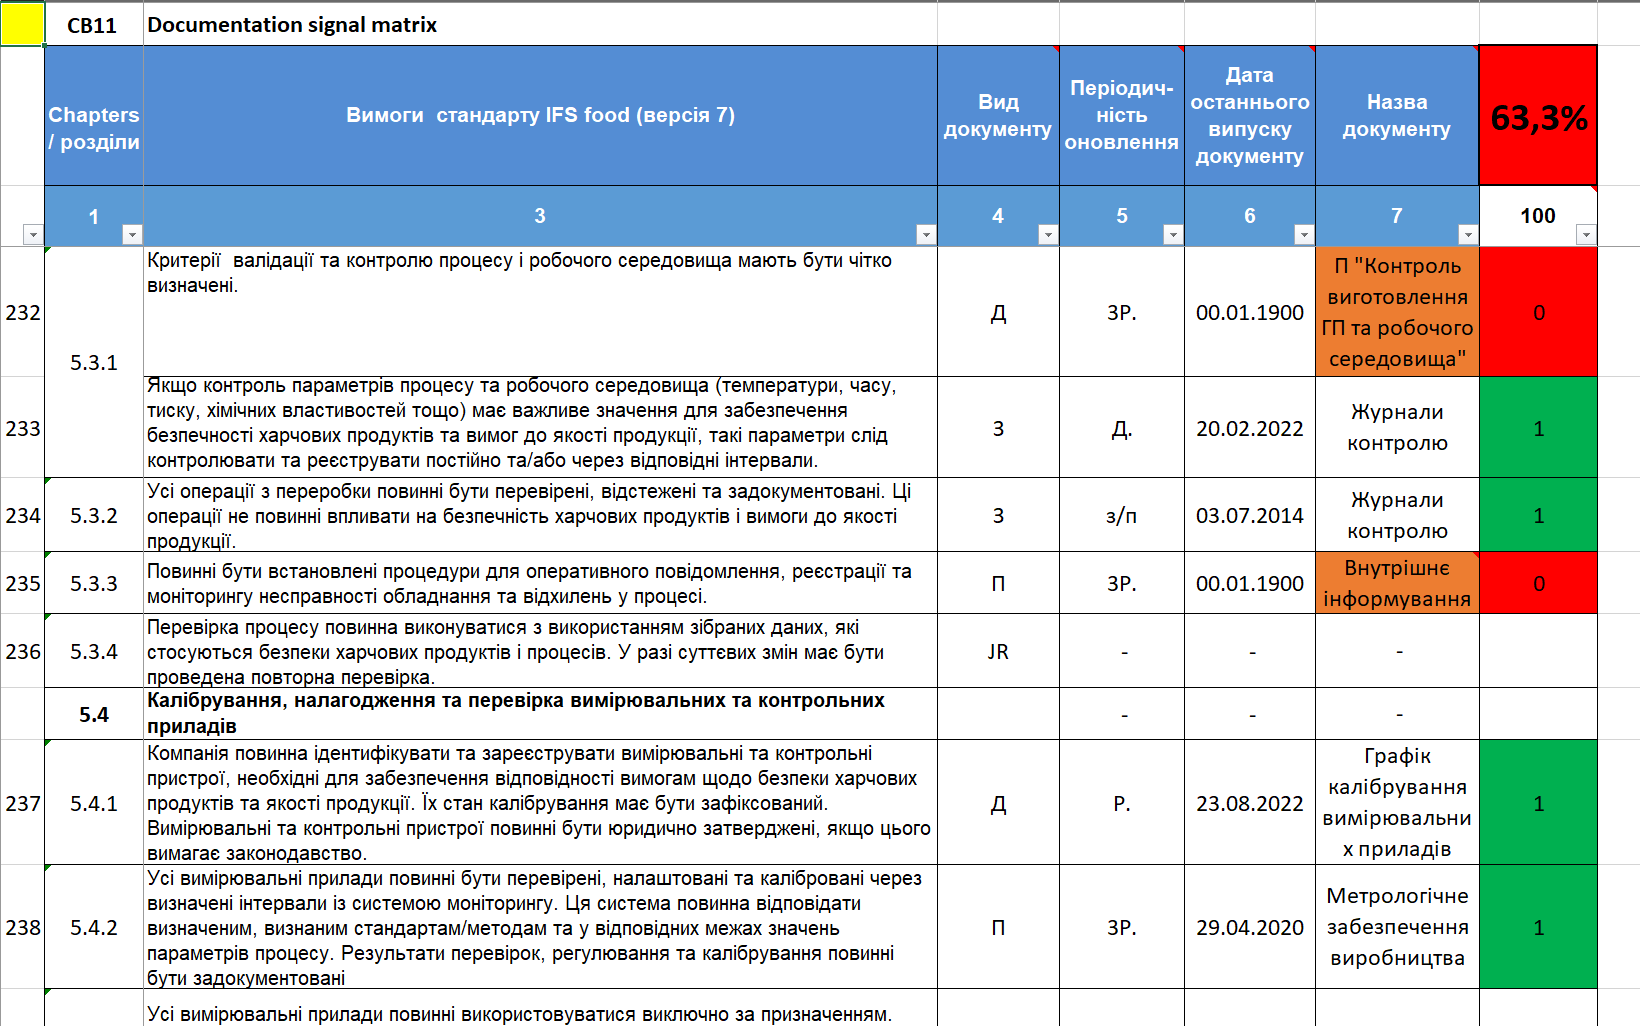 СВ11 Documentation signal matrix
Chapters
/ розділи
Вимоги  стандарту IFS food (версія 7)
Вид
документу
Періодич-
ність
оновлення
Дата
останнього
випуску
документу
Назва
документу
63,3%
1 3 4 5 6 7 100
232
5.3.1
Критерії  валідації та контролю процесу і робочого середовища мають бути чітко
визначені.
Д 3Р. 00.01.1900
П "Контроль
виготовлення
ГП та робочого
середовища"
0
233
Якщо контроль параметрів процесу та робочого середовища (температури, часу,
тиску, хімічних властивостей тощо) має важливе значення для забезпечення
безпечності харчових продуктів та вимог до якості продукції, такі параметри слід
контролювати та реєструвати постійно та/або через відповідні інтервали.
З Д. 20.02.2022
Журнали
контролю
1
234 5.3.2
Усі операції з переробки повинні бути перевірені, відстежені та задокументовані. Ці
операції не повинні впливати на безпечність харчових продуктів і вимоги до якості
продукції.
З з/п 03.07.2014
Журнали
контролю
1
235 5.3.3
Повинні бути встановлені процедури для оперативного повідомлення, реєстрації та
моніторингу несправності обладнання та відхилень у процесі.
П 3Р. 00.01.1900
Внутрішнє
інформування
0
236 5.3.4
Перевірка процесу повинна виконуватися з використанням зібраних даних, які
стосуються безпеки харчових продуктів і процесів. У разі суттєвих змін має бути
проведена повторна перевірка.
JR - - -
5.4
Калібрування, налагодження та перевірка вимірювальних та контрольних
приладів
- - -
237 5.4.1
Компанія повинна ідентифікувати та зареєструвати вимірювальні та контрольні
пристрої, необхідні для забезпечення відповідності вимогам щодо безпеки харчових
продуктів та якості продукції. Їх стан калібрування має бути зафіксований.
Вимірювальні та контрольні пристрої повинні бути юридично затверджені, якщо цього
вимагає законодавство.
Д Р. 23.08.2022
Графік
калібрування
вимірювальни
х приладів
1
238 5.4.2
Усі вимірювальні прилади повинні бути перевірені, налаштовані та калібровані через
визначені інтервали із системою моніторингу. Ця система повинна відповідати
визначеним, визнаним стандартам/методам та у відповідних межах значень
параметрів процесу. Результати перевірок, регулювання та калібрування повинні
бути задокументовані
П 3Р. 29.04.2020
Метрологічне
забезпечення
виробництва
1
Усі вимірювальні прилади повинні використовуватися виключно за призначенням.